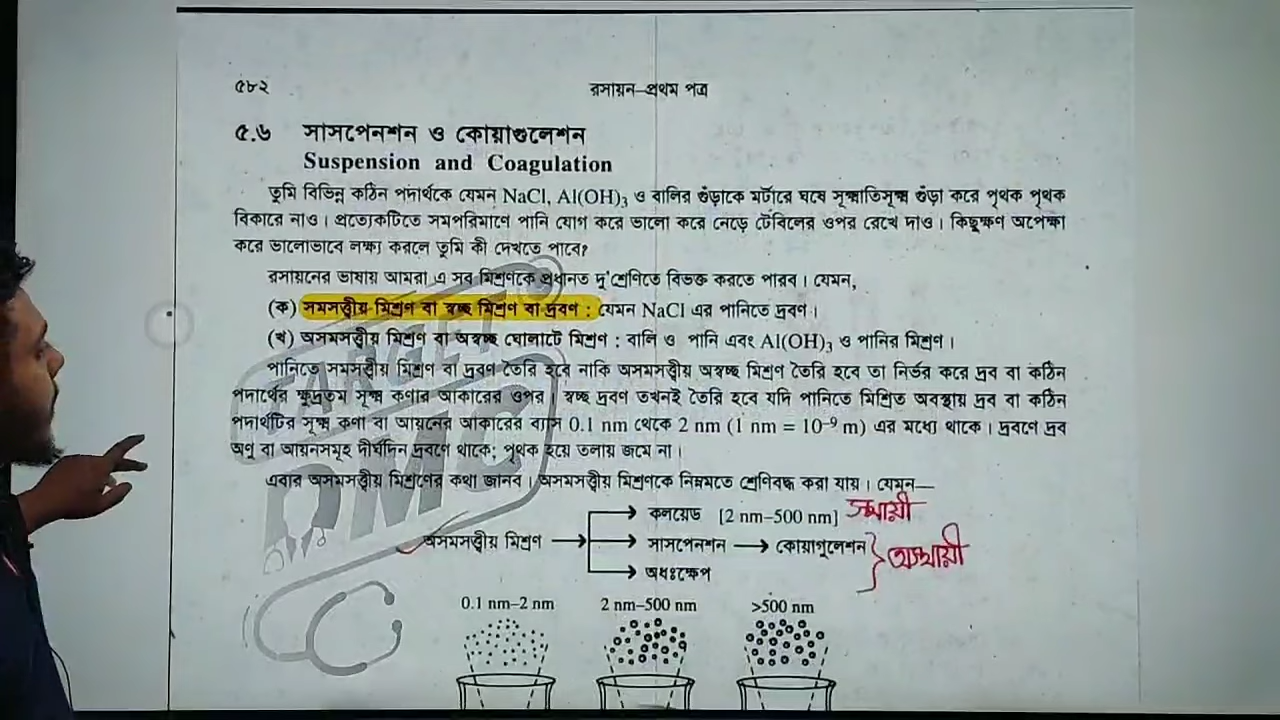 ৫৮২
রসায়ন–প্রথম পত্র
৫.৬ সাসপেনশন ও কোয়াগুলেশন
Suspension and Coagulation
তুমি বিভিন্ন কঠিন পদার্থকে যেমন NaCl, Al(OH)₃ ও বালির গুঁড়াকে মর্টারে ঘষে সূক্ষ্মাতিসূক্ষ্ম গুঁড়া করে পৃথক পৃথক
বিকারে নাও। প্রত্যেকটিতে সমপরিমাণে পানি যোগ করে ভালো করে নেড়ে টেবিলের ওপর রেখে দাও। কিছুক্ষণ অপেক্ষা
করে ভালোভাবে লক্ষ্য করলে তুমি কী দেখতে পাবে?
রসায়নের ভাষায় আমরা এ সব মিশ্রণকে প্রধানত দু'শ্রেণিতে বিভক্ত করতে পারব। যেমন,
(ক) সমসত্ত্বীয় মিশ্রণ বা স্বচ্ছ মিশ্রণ বা দ্রবণ : যেমন NaCl এর পানিতে দ্রবণ।
(খ) অসমসত্ত্বীয় মিশ্রণ বা অস্বচ্ছ ঘোলাটে মিশ্রণ : বালি ও পানি এবং Al(OH)₃ ও পানির মিশ্রণ।
পানিতে সমসত্ত্বীয় মিশ্রণ বা দ্রবণ তৈরি হবে নাকি অসমসত্ত্বীয় অস্বচ্ছ মিশ্রণ তৈরি হবে তা নির্ভর করে দ্রব বা কঠিন
পদার্থের ক্ষুদ্রতম সূক্ষ্ম কণার আকারের ওপর। স্বচ্ছ দ্রবণ তখনই তৈরি হবে যদি পানিতে মিশ্রিত অবস্থায় দ্রব বা কঠিন
পদার্থটির সূক্ষ্ম কণা বা আয়নের আকারের ব্যাস 0.1 nm থেকে 2 nm (1 nm = 10⁻⁹ m) এর মধ্যে থাকে। দ্রবণে দ্রব
অণু বা আয়নসমূহ দীর্ঘদিন দ্রবণে থাকে; পৃথক হয়ে তলায় জমে না।
এবার অসমসত্ত্বীয় মিশ্রণের কথা জানব। অসমসত্ত্বীয় মিশ্রণকে নিম্নমতে শ্রেণিবদ্ধ করা যায়। যেমন—
কলয়েড [2 nm–500 nm] স্থায়ী
অসমসত্ত্বীয় মিশ্রণ → সাসপেনশন → কোয়াগুলেশন } অস্থায়ী
অধঃক্ষেপ
0.1 nm–2 nm 2 nm–500 nm >500 nm
TARGET
DMC